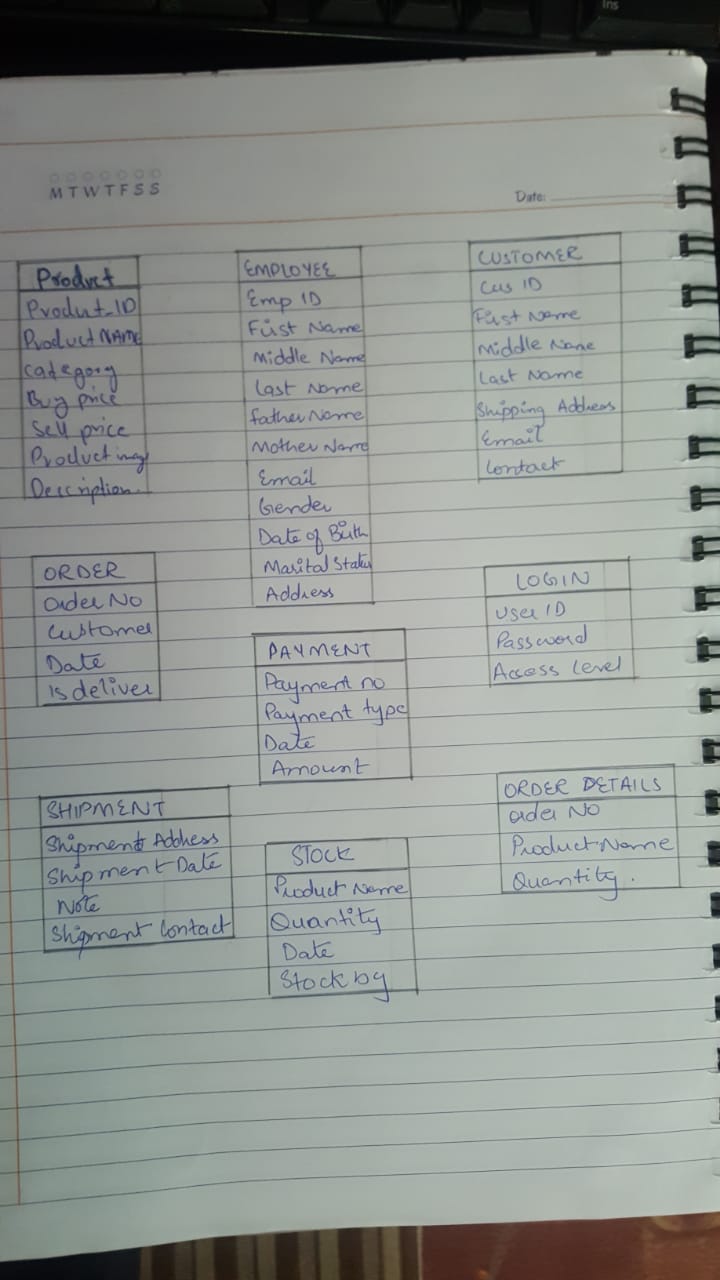 Ins
M T W T F S S
Date:
Product
Produt_ID
Product NAME
category
Buy price
Sell price
Product img
Description.
EMPLOYEE
Emp ID
First Name
Middle Name
Last Name
father Name
Mother Name
Email
Gender
Date of Birth
Marital Status
Address
CUSTOMER
Cus ID
First Name
Middle Name
Last Name
Shipping Address
Email
Contact
ORDER
Order No
Customer
Date
Is deliver
PAYMENT
Payment no
Payment type
Date
Amount
LOGIN
User ID
Password
Access Level
SHIPMENT
Shipment Address
Shipment Date
Note
Shipment Contact
STOCK
Product Name
Quantity
Date
Stock by
ORDER DETAILS
order NO
Product Name
Quantity.